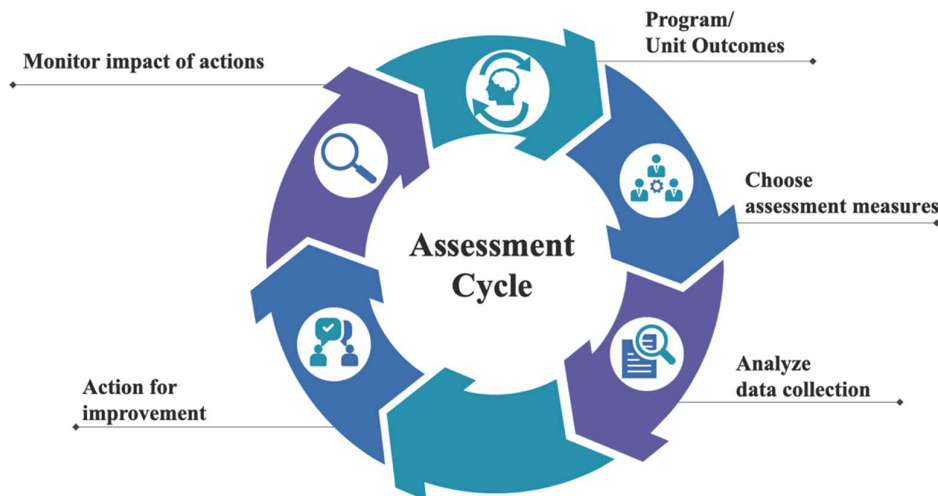 Program/
Unit Outcomes
Monitor impact of actions
Choose
assessment measures
Assessment
Cycle
Analyze
data collection
Action for
improvement